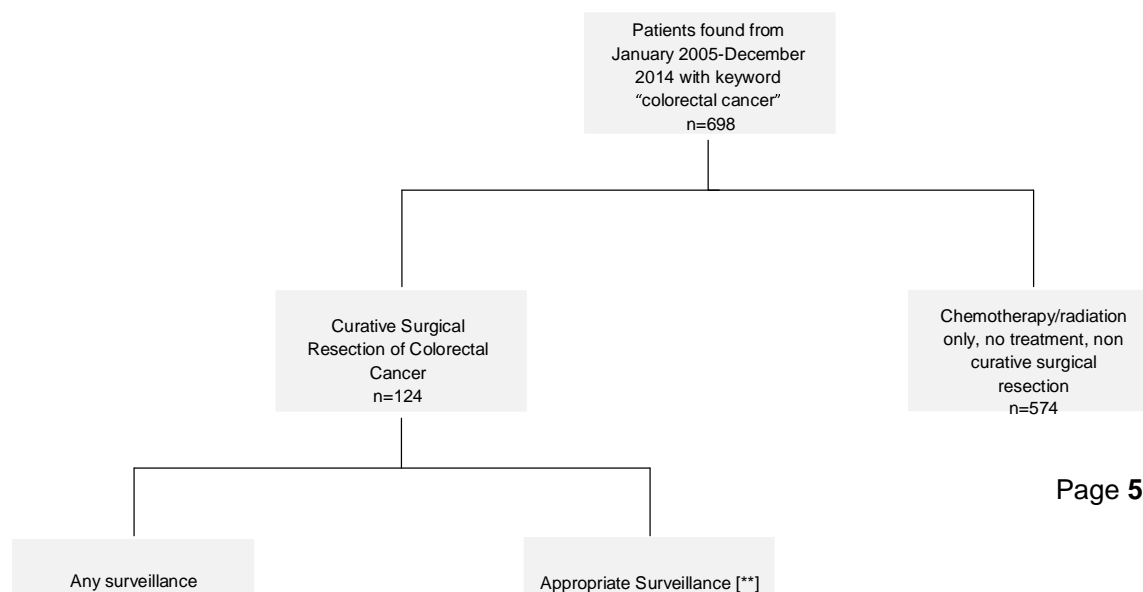 Patients found from
January 2005-December
2014 with keyword
“colorectal cancer”
n=698
Curative Surgical
Resection of Colorectal
Cancer
n=124
Chemotherapy/radiation
only, no treatment, non
curative surgical
resection
n=574
Page 5
Any surveillance
Appropriate Surveillance [**]